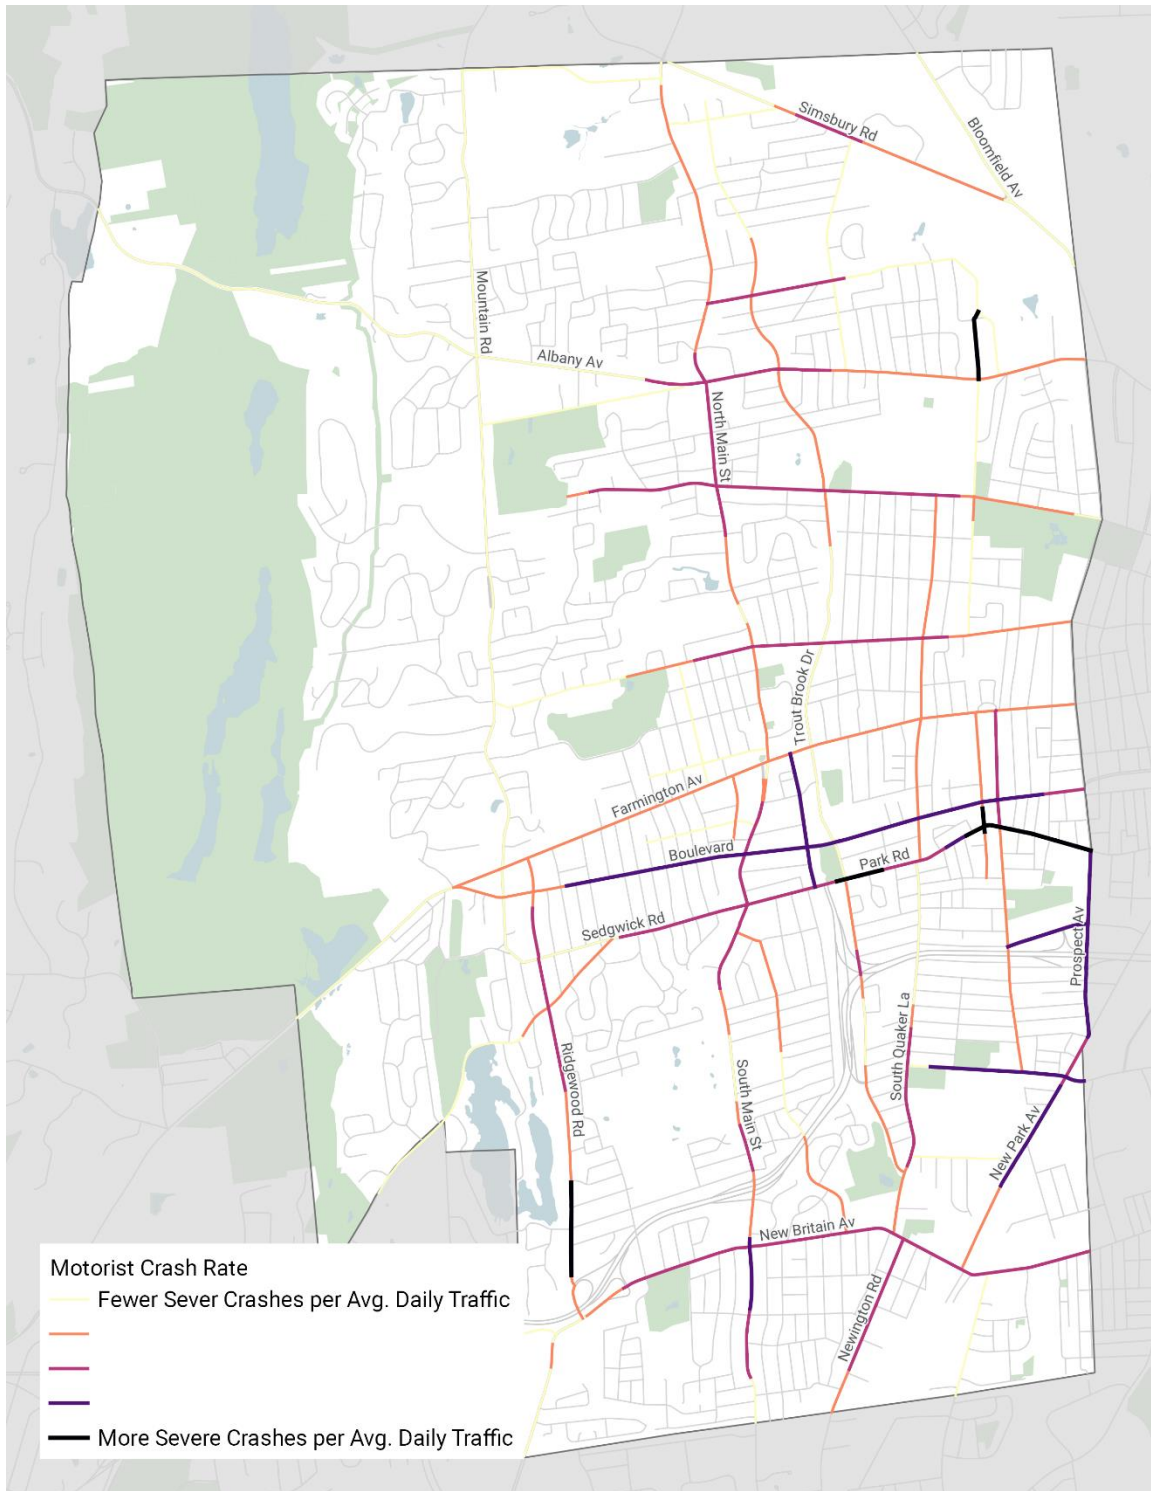 Simsbury Rd
Bloomfield Av
Mountain Rd
Albany Av
North Main St
Trout Brook Dr
Farmington Av
Boulevard
Park Rd
Sedgwick Rd
Prospect Av
South Quaker La
Ridgewood Rd
South Main St
New Park Av
New Britain Av
Newington Rd
Motorist Crash Rate
Fewer Sever Crashes per Avg. Daily Traffic
More Severe Crashes per Avg. Daily Traffic